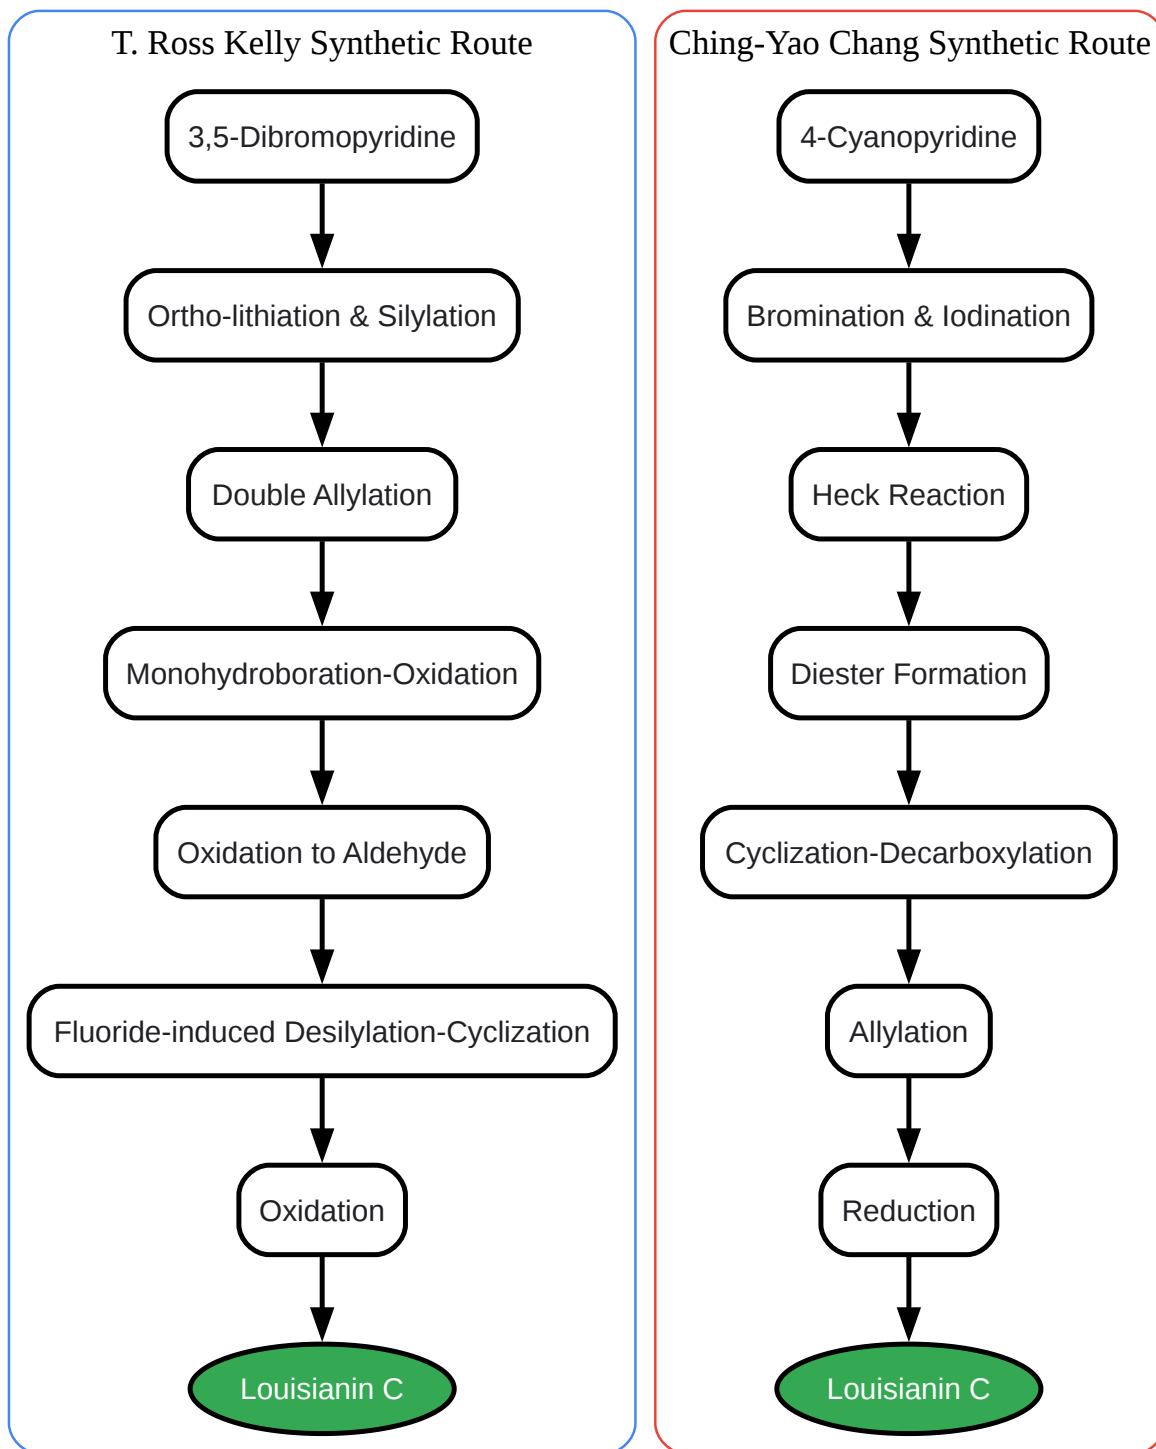 T. Ross Kelly Synthetic Route
3,5-Dibromopyridine
Ortho-lithiation & Silylation
Double Allylation
Monohydroboration-Oxidation
Oxidation to Aldehyde
Fluoride-induced Desilylation-Cyclization
Oxidation
Louisianin C
Ching-Yao Chang Synthetic Route
4-Cyanopyridine
Bromination & Iodination
Heck Reaction
Diester Formation
Cyclization-Decarboxylation
Allylation
Reduction
Louisianin C